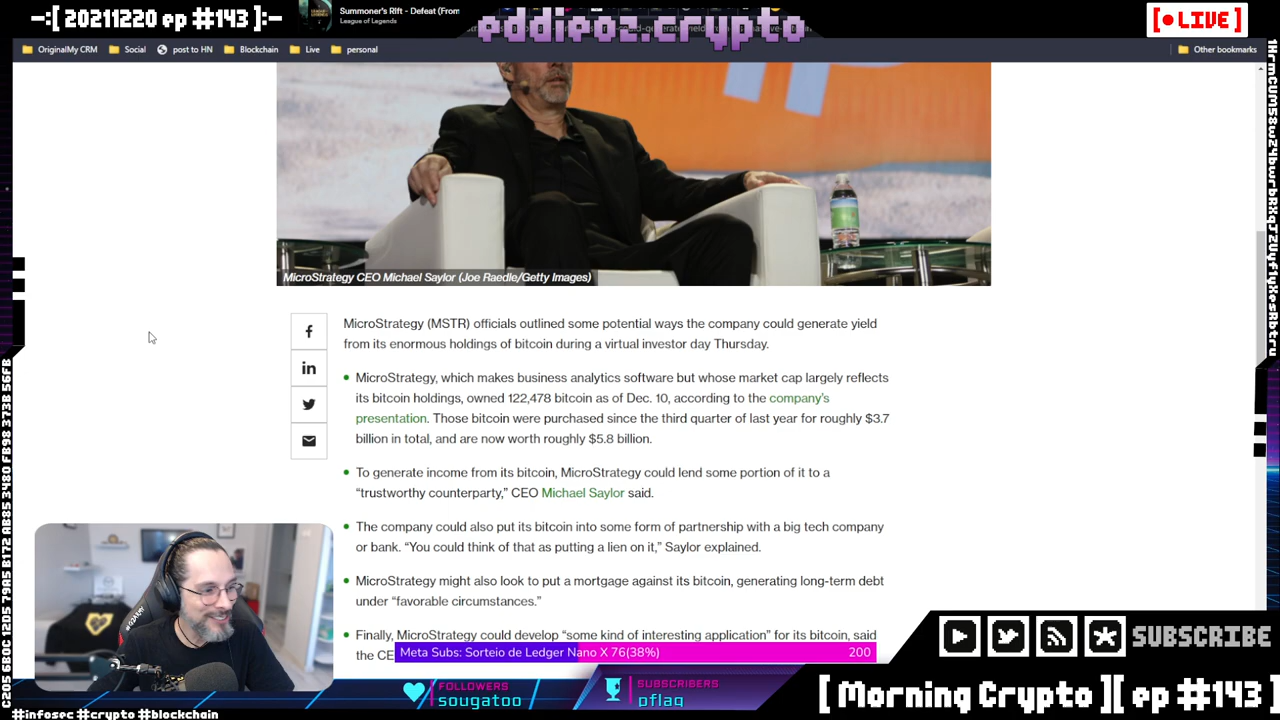 -:[ 20211220 ep #143 ]:-
Summoner's Rift - Defeat (From
League of Legends
eddieoz.crypto
[ LIVE ]
OriginalMy CRM
Social
post to HN
Blockchain
Live
personal
Other bookmarks
MicroStrategy CEO Michael Saylor (Joe Raedle/Getty Images)
MicroStrategy (MSTR) officials outlined some potential ways the company could generate yield
from its enormous holdings of bitcoin during a virtual investor day Thursday.
MicroStrategy, which makes business analytics software but whose market cap largely reflects
its bitcoin holdings, owned 122,478 bitcoin as of Dec. 10, according to the company's
presentation. Those bitcoin were purchased since the third quarter of last year for roughly $3.7
billion in total, and are now worth roughly $5.8 billion.
To generate income from its bitcoin, MicroStrategy could lend some portion of it to a
“trustworthy counterparty,” CEO Michael Saylor said.
The company could also put its bitcoin into some form of partnership with a big tech company
or bank. “You could think of that as putting a lien on it,” Saylor explained.
MicroStrategy might also look to put a mortgage against its bitcoin, generating long-term debt
under “favorable circumstances.”
Finally, MicroStrategy could develop “some kind of interesting application” for its bitcoin, said
the CE
Meta Subs: Sorteio de Ledger Nano X 76(38%) 200
SUBSCRIBE
FOLLOWERS
sougatoo
SUBSCRIBERS
pflag
[ Morning Crypto ][ ep #143 ]
#infosec #crypto #blockchain